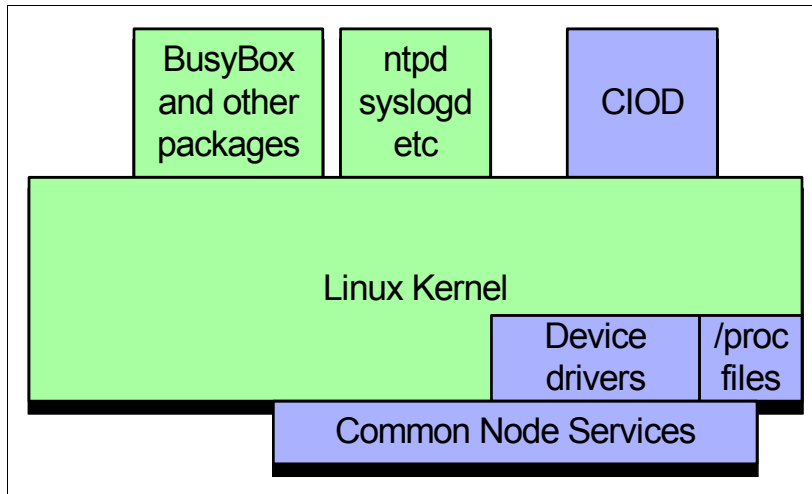 BusyBox
and other
packages
ntpd
syslogd
etc
CIOD
Linux Kernel
Device
drivers
/proc
files
Common Node Services